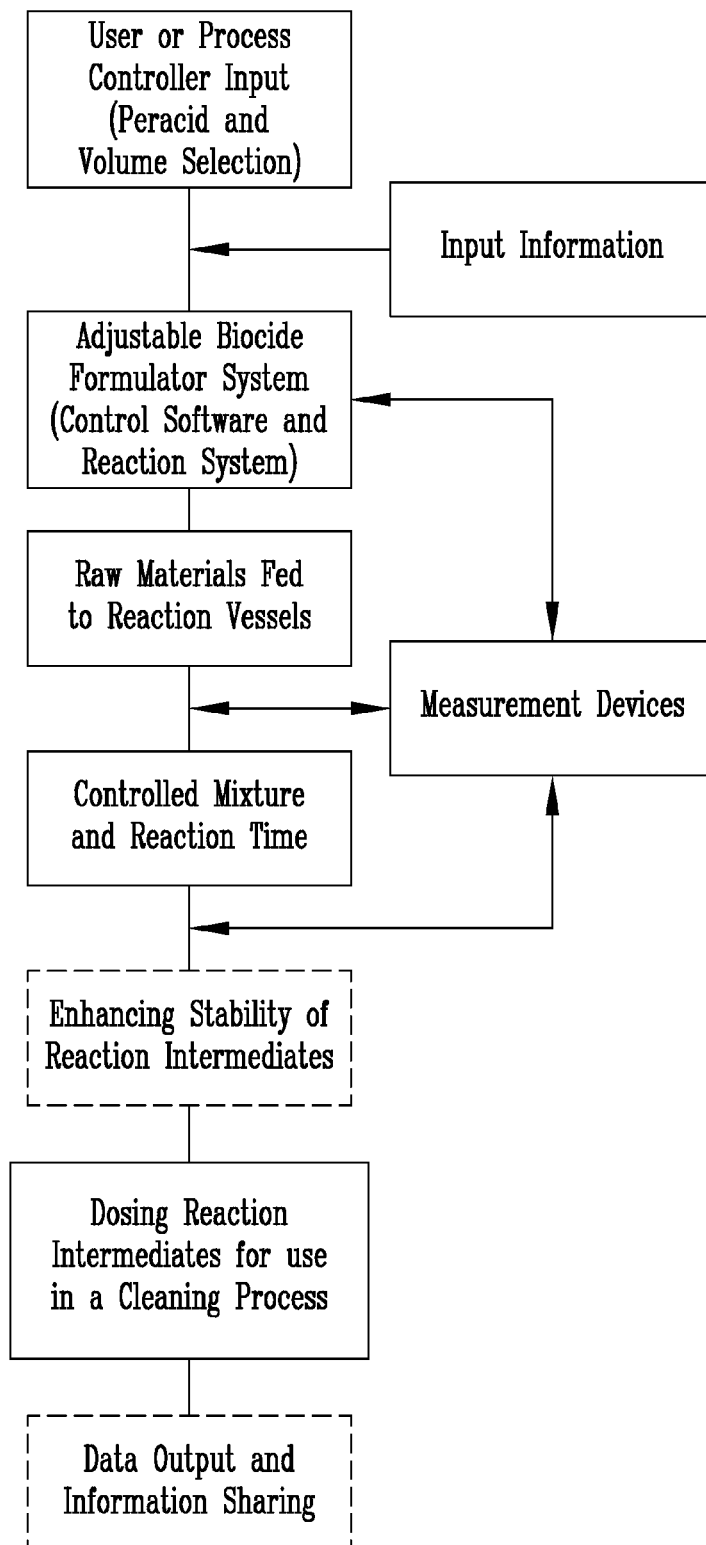 User or Process
Controller Input
(Peracid and
Volume Selection)
Input Information
Adjustable Biocide
Formulator System
(Control Software and
Reaction System)
Raw Materials Fed
to Reaction Vessels
Measurement Devices
Controlled Mixture
and Reaction Time
Enhancing Stability of
Reaction Intermediates
Dosing Reaction
Intermediates for use
in a Cleaning Process
Data Output and
Information Sharing